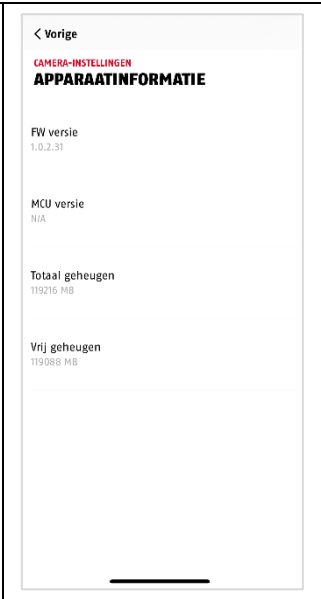 < Vorige
CAMERA-INSTELLINGEN
APPARAATINFORMATIE
FW versie
1.0.2.31
MCU versie
N/A
Totaal geheugen
119216 MB
Vrij geheugen
119088 MB